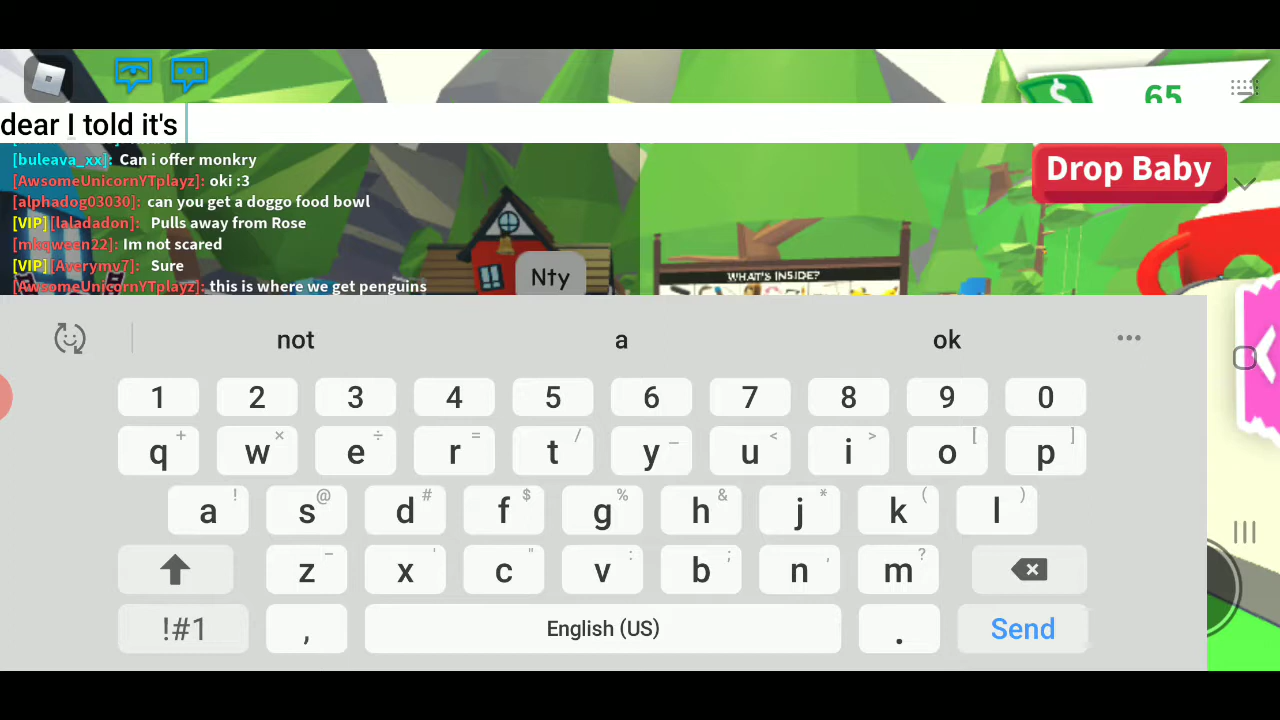 65
dear I told it's
Drop Baby
[buleava_xx]: Can i offer monkry
[AwsomeUnicornYTplayz]: oki :3
[alphadog03030]: can you get a doggo food bowl
[VIP][laladadon]: Pulls away from Rose
[mkqween22]: Im not scared
[VIP][Averymv7]: Sure
[AwsomeUnicornYTplayz]: this is where we get penguins
Nty
WHAT'S INSIDE?
not a ok
1 2 3 4 5 6 7 8 9 0
+ × ÷ = / _ < > [ ]
q w e r t y u i o p
! @ # $ % & * ( )
a s d f g h j k l
- ' " : ; , ?
z x c v b n m
!#1 , English (US) . Send